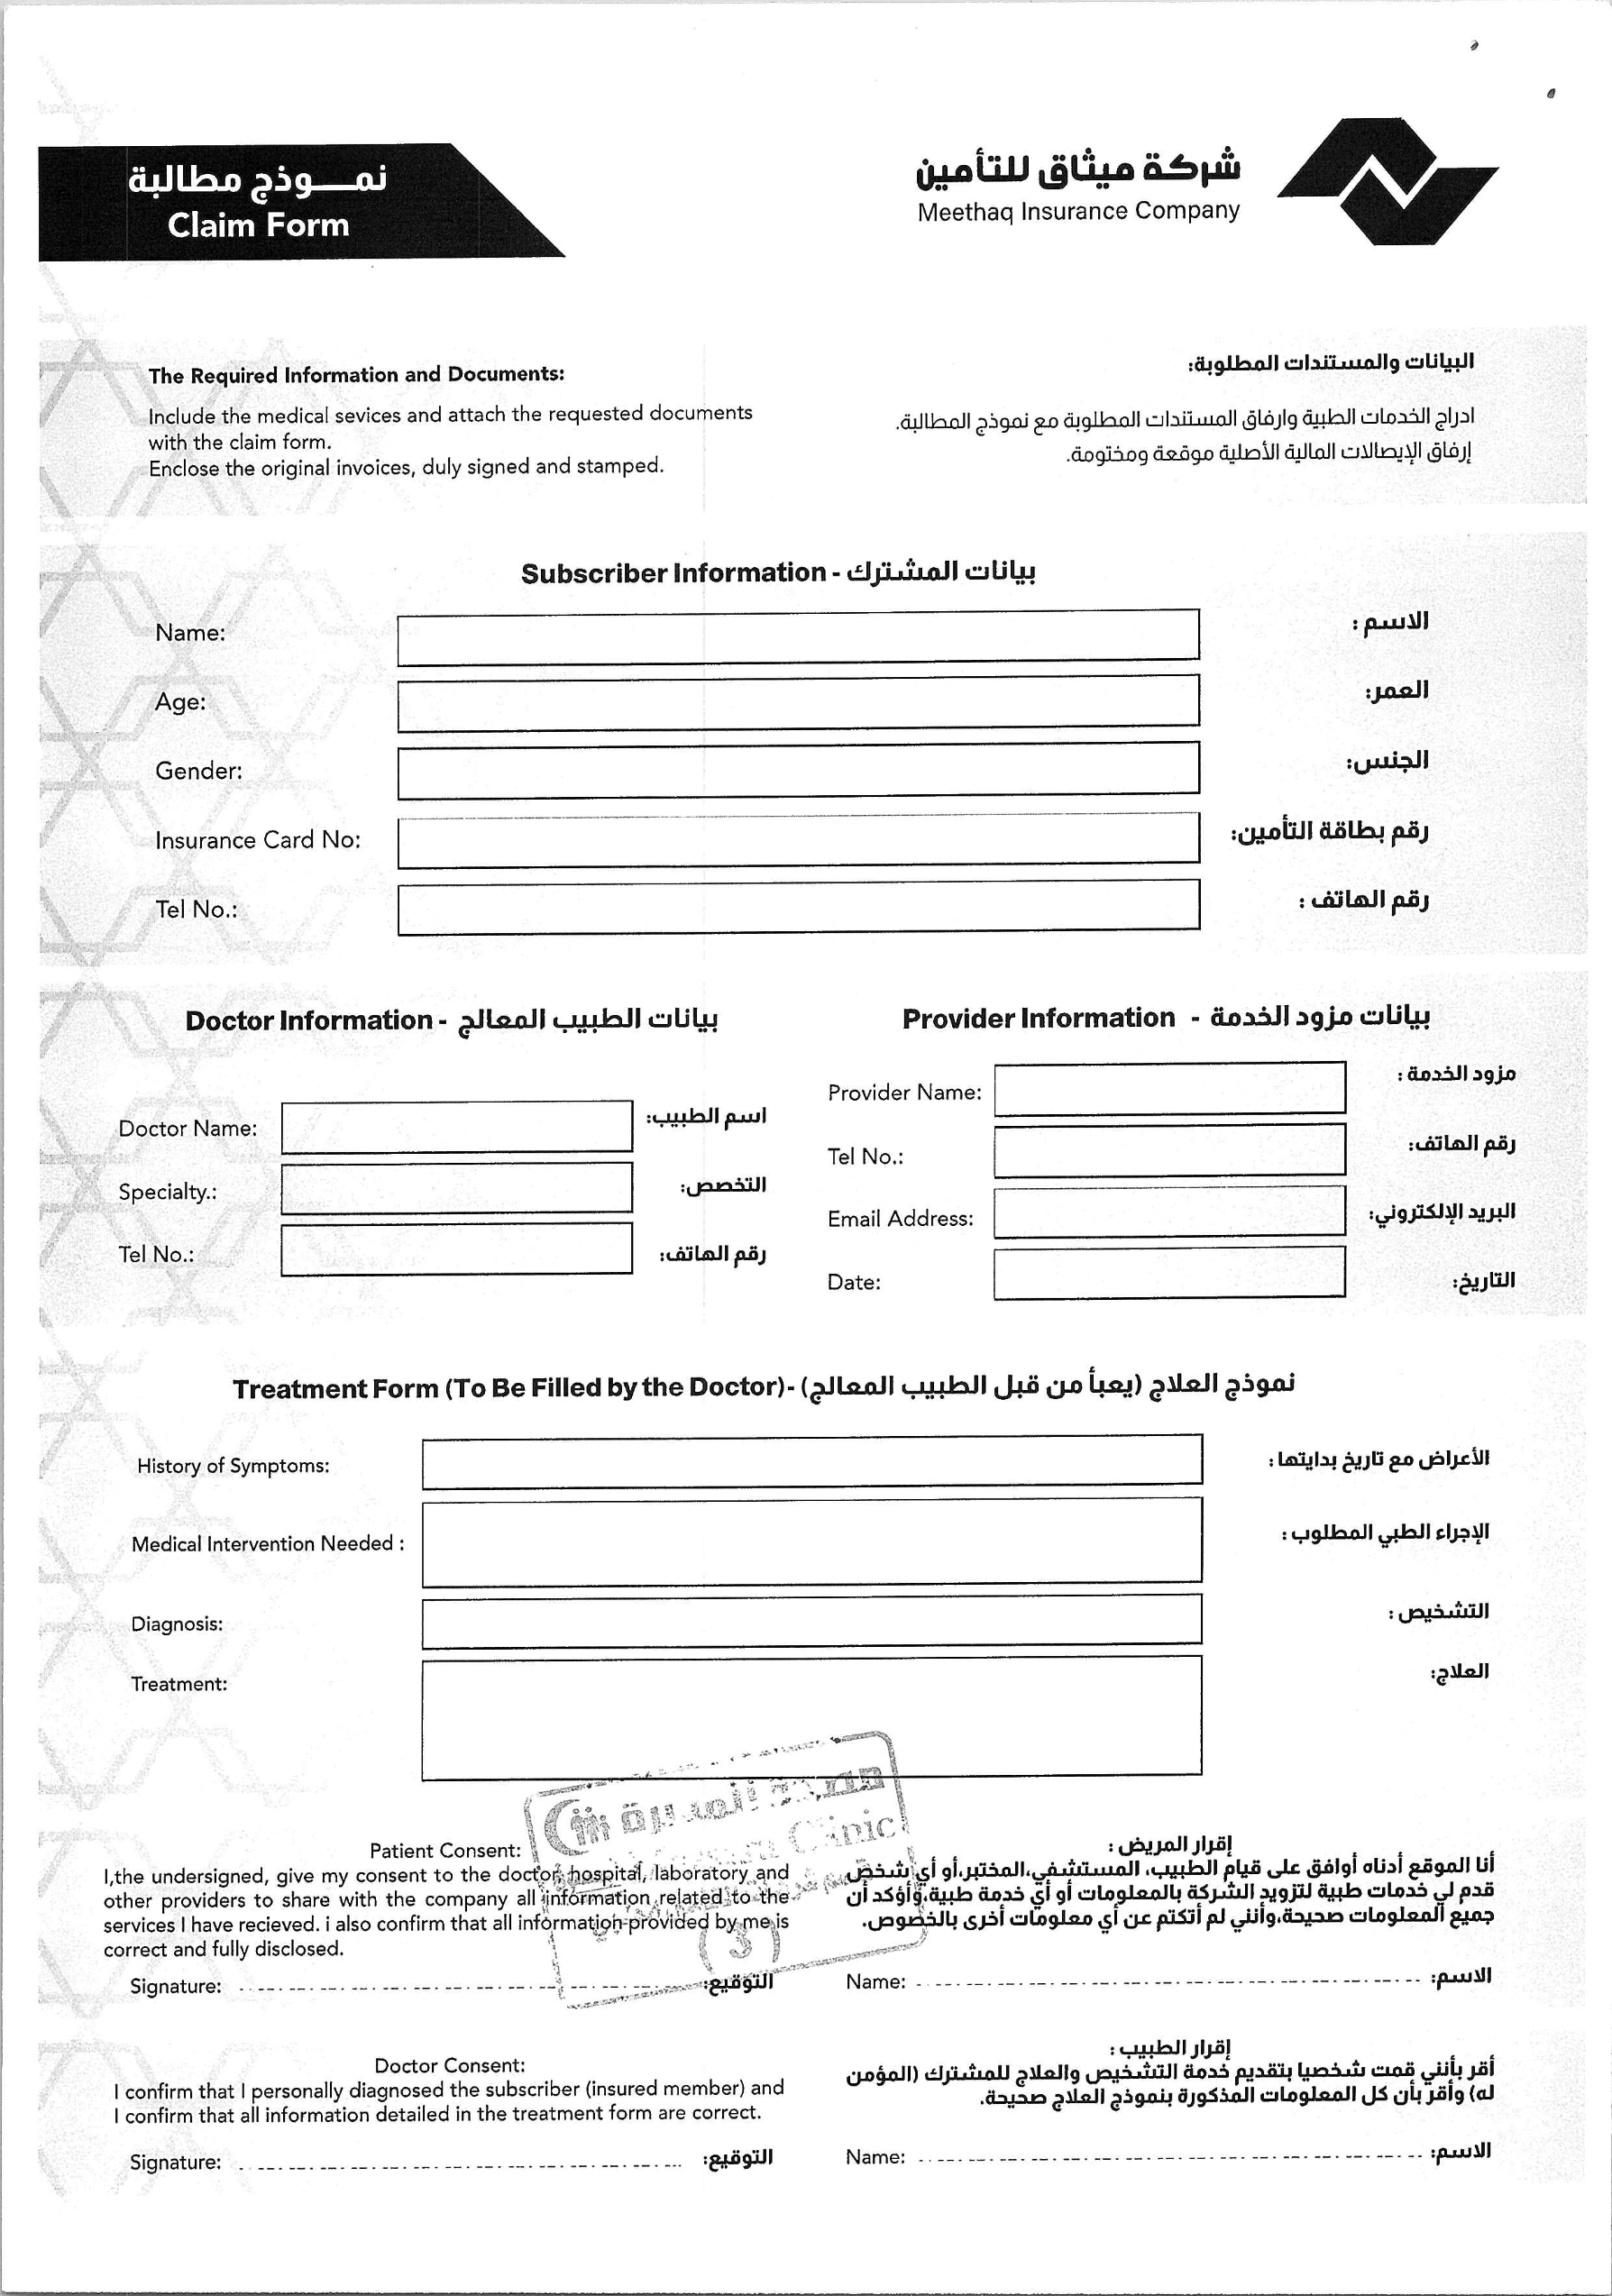 نمــوذج مطالبة
Claim Form
شركة ميثاق للتأمين
Meethaq Insurance Company
The Required Information and Documents:
Include the medical sevices and attach the requested documents
with the claim form.
Enclose the original invoices, duly signed and stamped.
البيانات والمستندات المطلوبة:
ادراج الخدمات الطبية وارفاق المستندات المطلوبة مع نموذج المطالبة.
إرفاق الإيصالات المالية الأصلية موقعة ومختومة.
Subscriber Information - بيانات المشترك
Name: الاسم :
Age: العمر:
Gender: الجنس:
Insurance Card No: رقم بطاقة التأمين:
Tel No.: رقم الهاتف :
Doctor Information - بيانات الطبيب المعالج
Doctor Name: اسم الطبيب:
Specialty.: التخصص:
Tel No.: رقم الهاتف:
Provider Information - بيانات مزود الخدمة
Provider Name: مزود الخدمة :
Tel No.: رقم الهاتف:
Email Address: البريد الإلكتروني:
Date: التاريخ:
Treatment Form (To Be Filled by the Doctor)- نموذج العلاج (يعبأ من قبل الطبيب المعالج)
History of Symptoms: الأعراض مع تاريخ بدايتها :
Medical Intervention Needed : الإجراء الطبي المطلوب :
Diagnosis: التشخيص :
Treatment: العلاج:
المسرة
Clinic
( 3 )
Patient Consent:
I,the undersigned, give my consent to the doctor, hospital, laboratory and
other providers to share with the company all information related to the
services I have recieved. i also confirm that all information provided by me is
correct and fully disclosed.
Signature: التوقيع:
إقرار المريض :
أنا الموقع أدناه أوافق على قيام الطبيب، المستشفى،المختبر،أو أي شخص
قدم لي خدمات طبية لتزويد الشركة بالمعلومات أو أي خدمة طبية،وأؤكد أن
جميع المعلومات صحيحة،وأنني لم أتكتم عن أي معلومات أخرى بالخصوص.
Name: الاسم:
Doctor Consent:
I confirm that I personally diagnosed the subscriber (insured member) and
I confirm that all information detailed in the treatment form are correct.
Signature: التوقيع:
إقرار الطبيب :
أقر بأنني قمت شخصيا بتقديم خدمة التشخيص والعلاج للمشترك (المؤمن
له) وأقر بأن كل المعلومات المذكورة بنموذج العلاج صحيحة.
Name: الاسم: